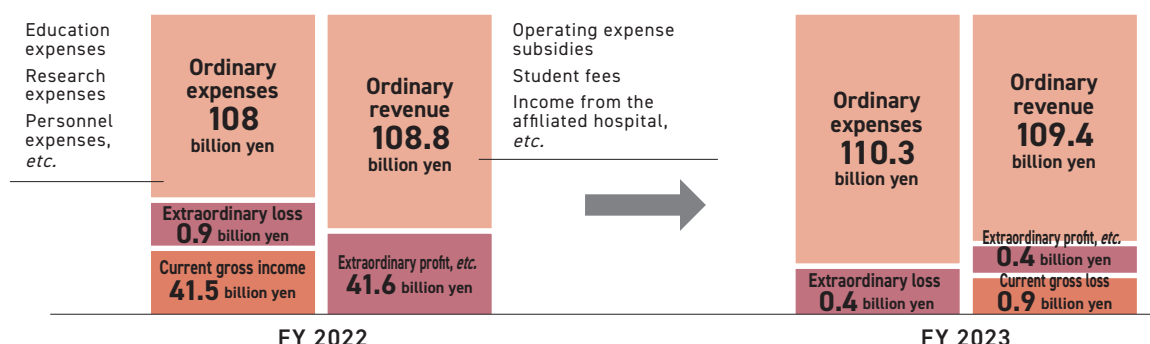 Education
expenses
Research
expenses
Personnel
expenses,
etc.
Ordinary
expenses
108
billion yen
Extraordinary loss
0.9 billion yen
Current gross income
41.5 billion yen
Ordinary
revenue
108.8
billion yen
Extraordinary profit, etc.
41.6 billion yen
Operating expense
subsidies
Student fees
Income from the
affiliated hospital,
etc.
FY 2022
Ordinary
expenses
110.3
billion yen
Extraordinary loss
0.4 billion yen
Ordinary
revenue
109.4
billion yen
Extraordinary profit, etc.
0.4 billion yen
Current gross loss
0.9 billion yen
FY 2023